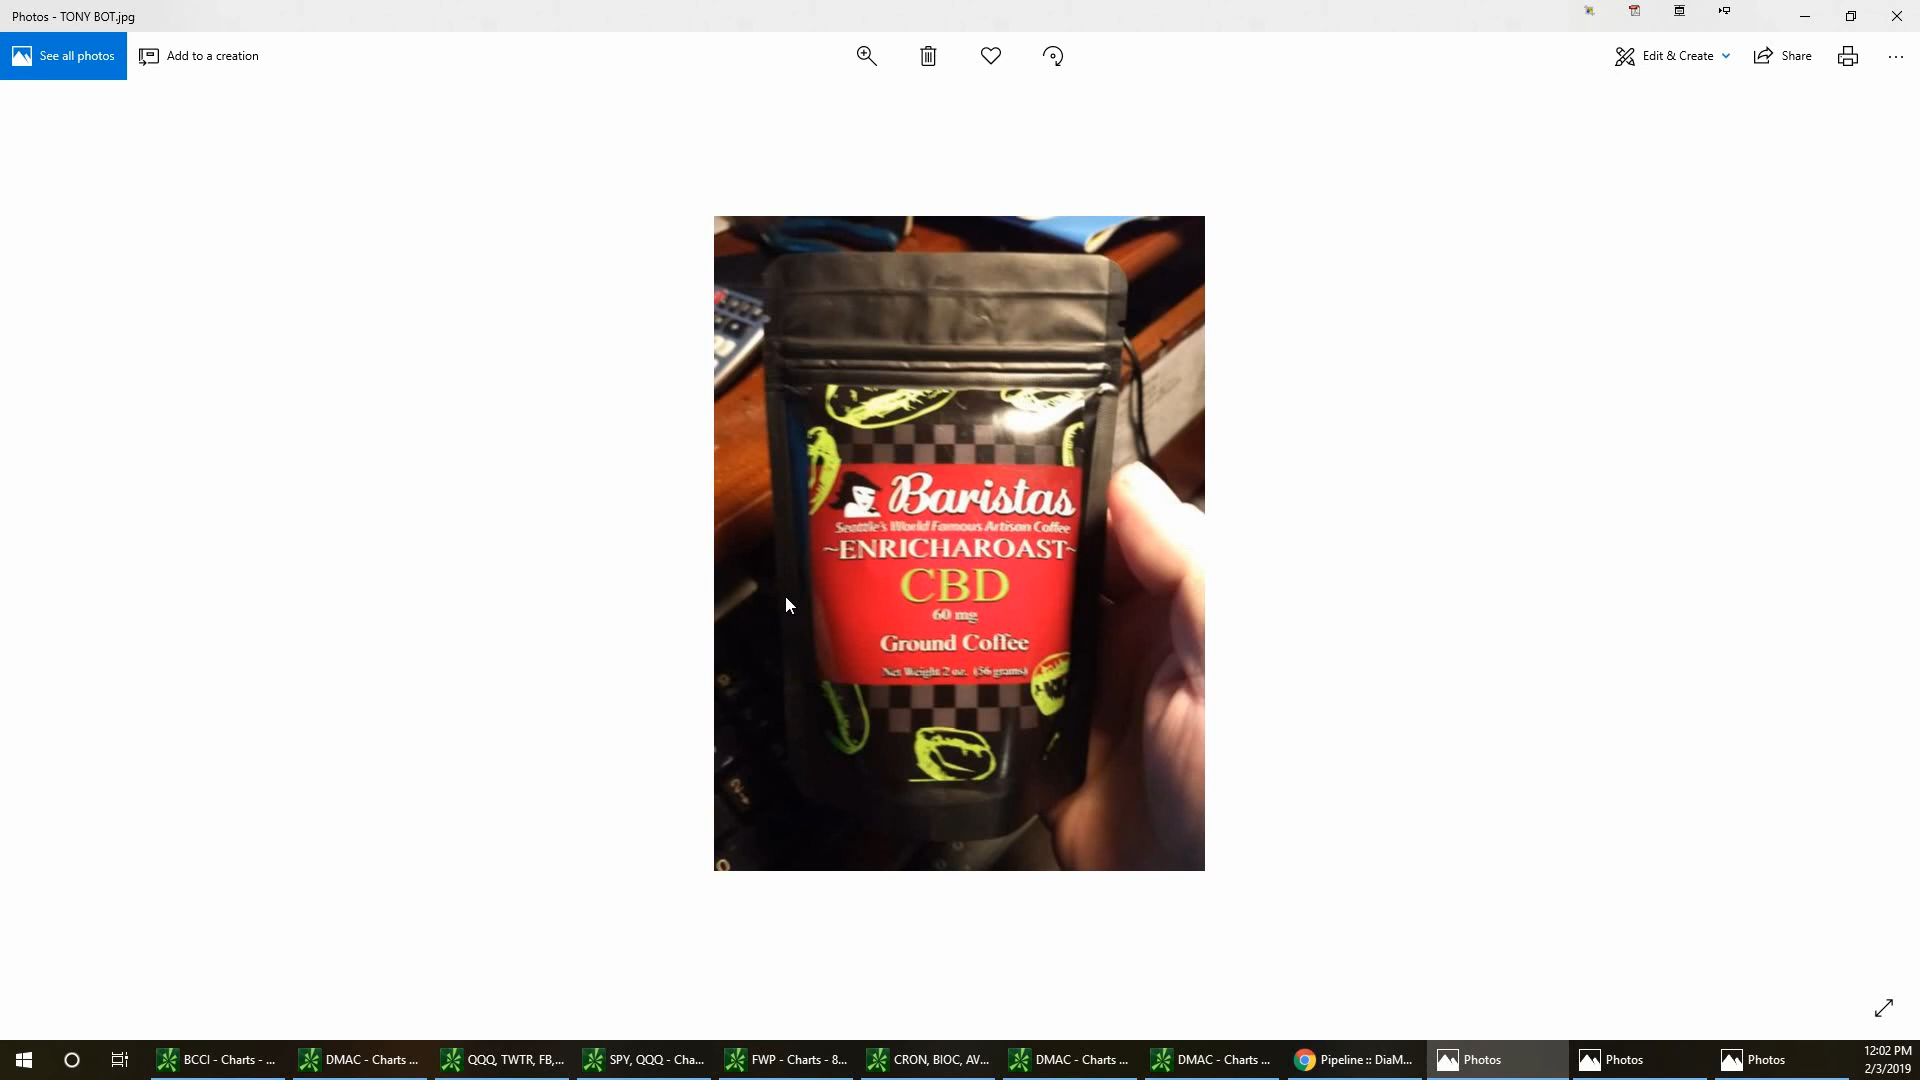 Photos - TONY BOT.jpg
See all photos
Add to a creation
Edit & Create
Share
Baristas
Seattle's World Famous Artisan Coffee
~ENRICHAROAST~
CBD
60 mg
Ground Coffee
Net Weight 2 oz. (56 grams)
BCCI - Charts - ...
DMAC - Charts ...
QQQ, TWTR, FB,...
SPY, QQQ - Cha...
FWP - Charts - 8...
CRON, BIOC, AV...
DMAC - Charts ...
DMAC - Charts ...
Pipeline :: DiaM...
Photos
Photos
Photos
12:02 PM
2/3/2019